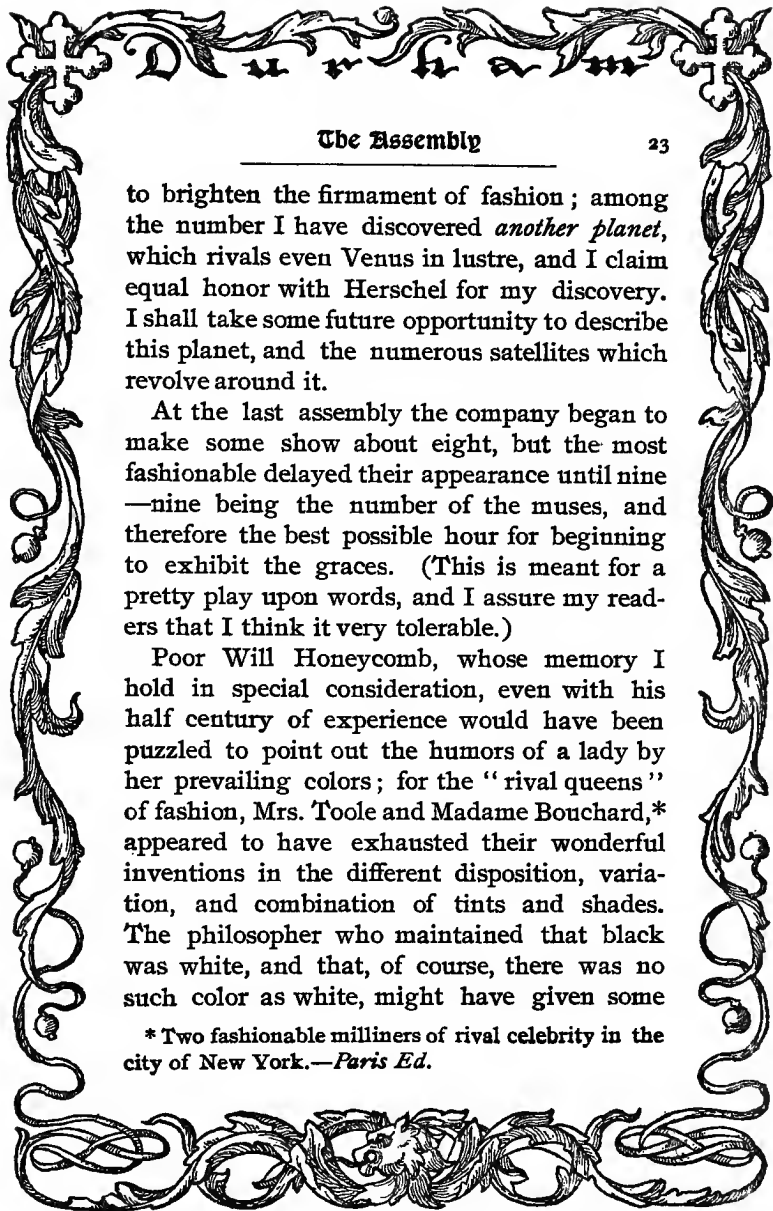 Durham
The Assembly 23
to brighten the firmament of fashion ; among
the number I have discovered another planet,
which rivals even Venus in lustre, and I claim
equal honor with Herschel for my discovery.
I shall take some future opportunity to describe
this planet, and the numerous satellites which
revolve around it.
At the last assembly the company began to
make some show about eight, but the most
fashionable delayed their appearance until nine
—nine being the number of the muses, and
therefore the best possible hour for beginning
to exhibit the graces. (This is meant for a
pretty play upon words, and I assure my read-
ers that I think it very tolerable.)
Poor Will Honeycomb, whose memory I
hold in special consideration, even with his
half century of experience would have been
puzzled to point out the humors of a lady by
her prevailing colors ; for the “ rival queens ”
of fashion, Mrs. Toole and Madame Bouchard,*
appeared to have exhausted their wonderful
inventions in the different disposition, varia-
tion, and combination of tints and shades.
The philosopher who maintained that black
was white, and that, of course, there was no
such color as white, might have given some
* Two fashionable milliners of rival celebrity in the
city of New York.—Paris Ed.